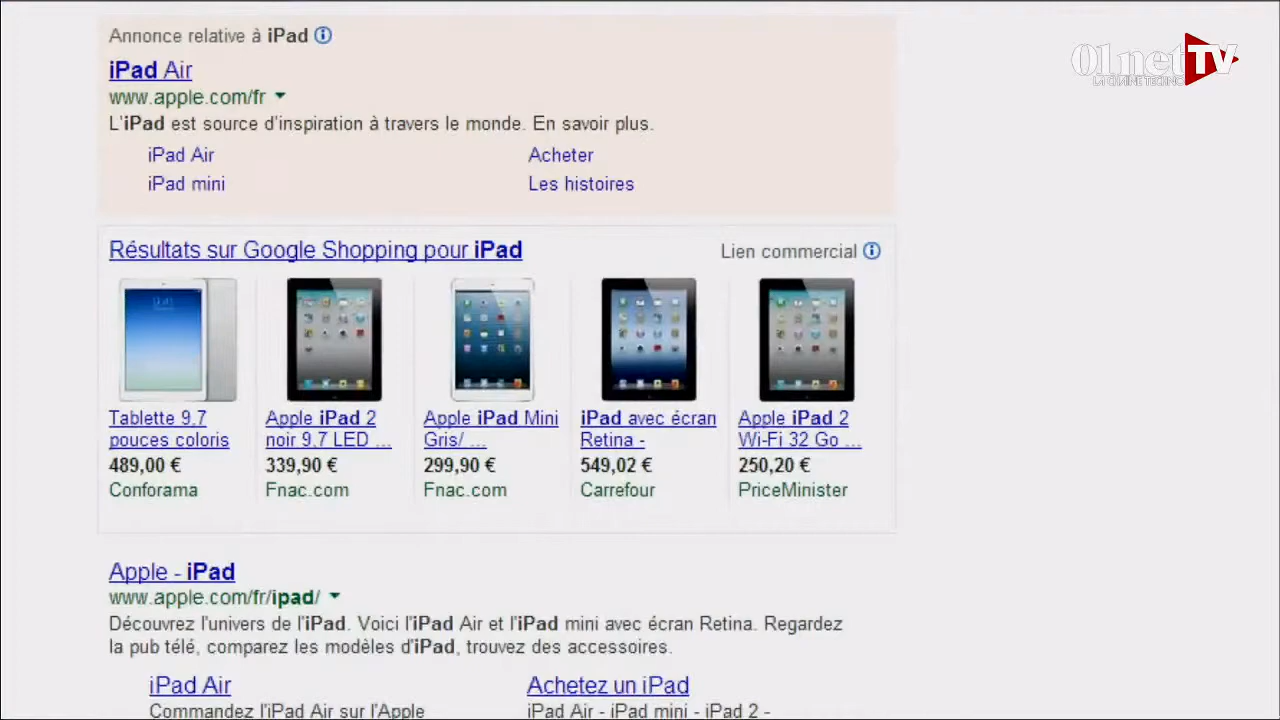 Annonce relative à iPad
iPad Air
www.apple.com/fr
L'iPad est source d'inspiration à travers le monde. En savoir plus.
iPad Air
Acheter
iPad mini
Les histoires
01net TV
LA CHAÎNE TECHNO
Résultats sur Google Shopping pour iPad
Lien commercial
Tablette 9,7
pouces coloris
489,00 €
Conforama
Apple iPad 2
noir 9,7 LED ...
339,90 €
Fnac.com
Apple iPad Mini
Gris/ ...
299,90 €
Fnac.com
iPad avec écran
Retina -
549,02 €
Carrefour
Apple iPad 2
Wi-Fi 32 Go ...
250,20 €
PriceMinister
Apple - iPad
www.apple.com/fr/ipad/
Découvrez l'univers de l'iPad. Voici l'iPad Air et l'iPad mini avec écran Retina. Regardez
la pub télé, comparez les modèles d'iPad, trouvez des accessoires.
iPad Air
Commandez l'iPad Air sur l'Apple
Achetez un iPad
iPad Air - iPad mini - iPad 2 -